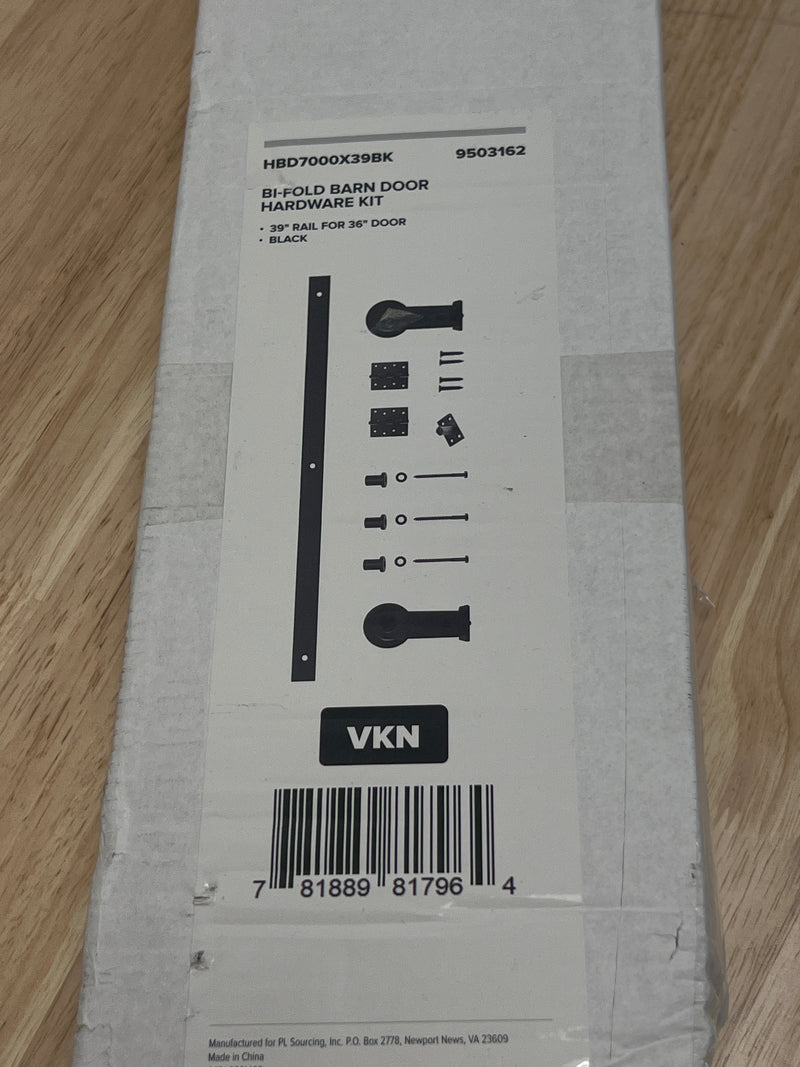 HBD7000X39BK 9503162
BI-FOLD BARN DOOR
HARDWARE KIT
• 39" RAIL FOR 36" DOOR
• BLACK
VKN
7 81889 81796 4
Manufactured for PL Sourcing, Inc. P.O. Box 2778, Newport News, VA 23609
Made in China